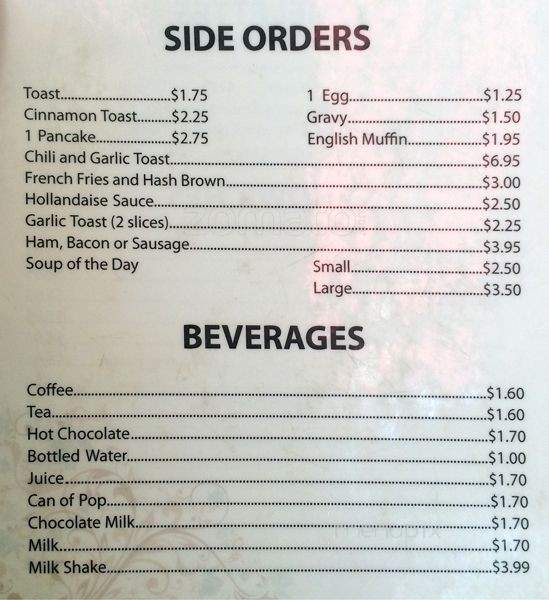 SIDE ORDERS
Toast..............................$1.75 1 Egg..............................$1.25
Cinnamon Toast.........$2.25 Gravy..............................$1.50
1 Pancake....................$2.75 English Muffin..................$1.95
Chili and Garlic Toast..............................$6.95
French Fries and Hash Brown..............................$3.00
Hollandaise Sauce..............................$2.50
Garlic Toast (2 slices)..............................$2.25
Ham, Bacon or Sausage..............................$3.95
Soup of the Day Small..............................$2.50
Large..............................$3.50
BEVERAGES
Coffee..............................$1.60
Tea..............................$1.60
Hot Chocolate..............................$1.70
Bottled Water..............................$1.00
Juice..............................$1.70
Can of Pop..............................$1.70
Chocolate Milk..............................$1.70
menupix
Milk..............................$1.70
Milk Shake..............................$3.99